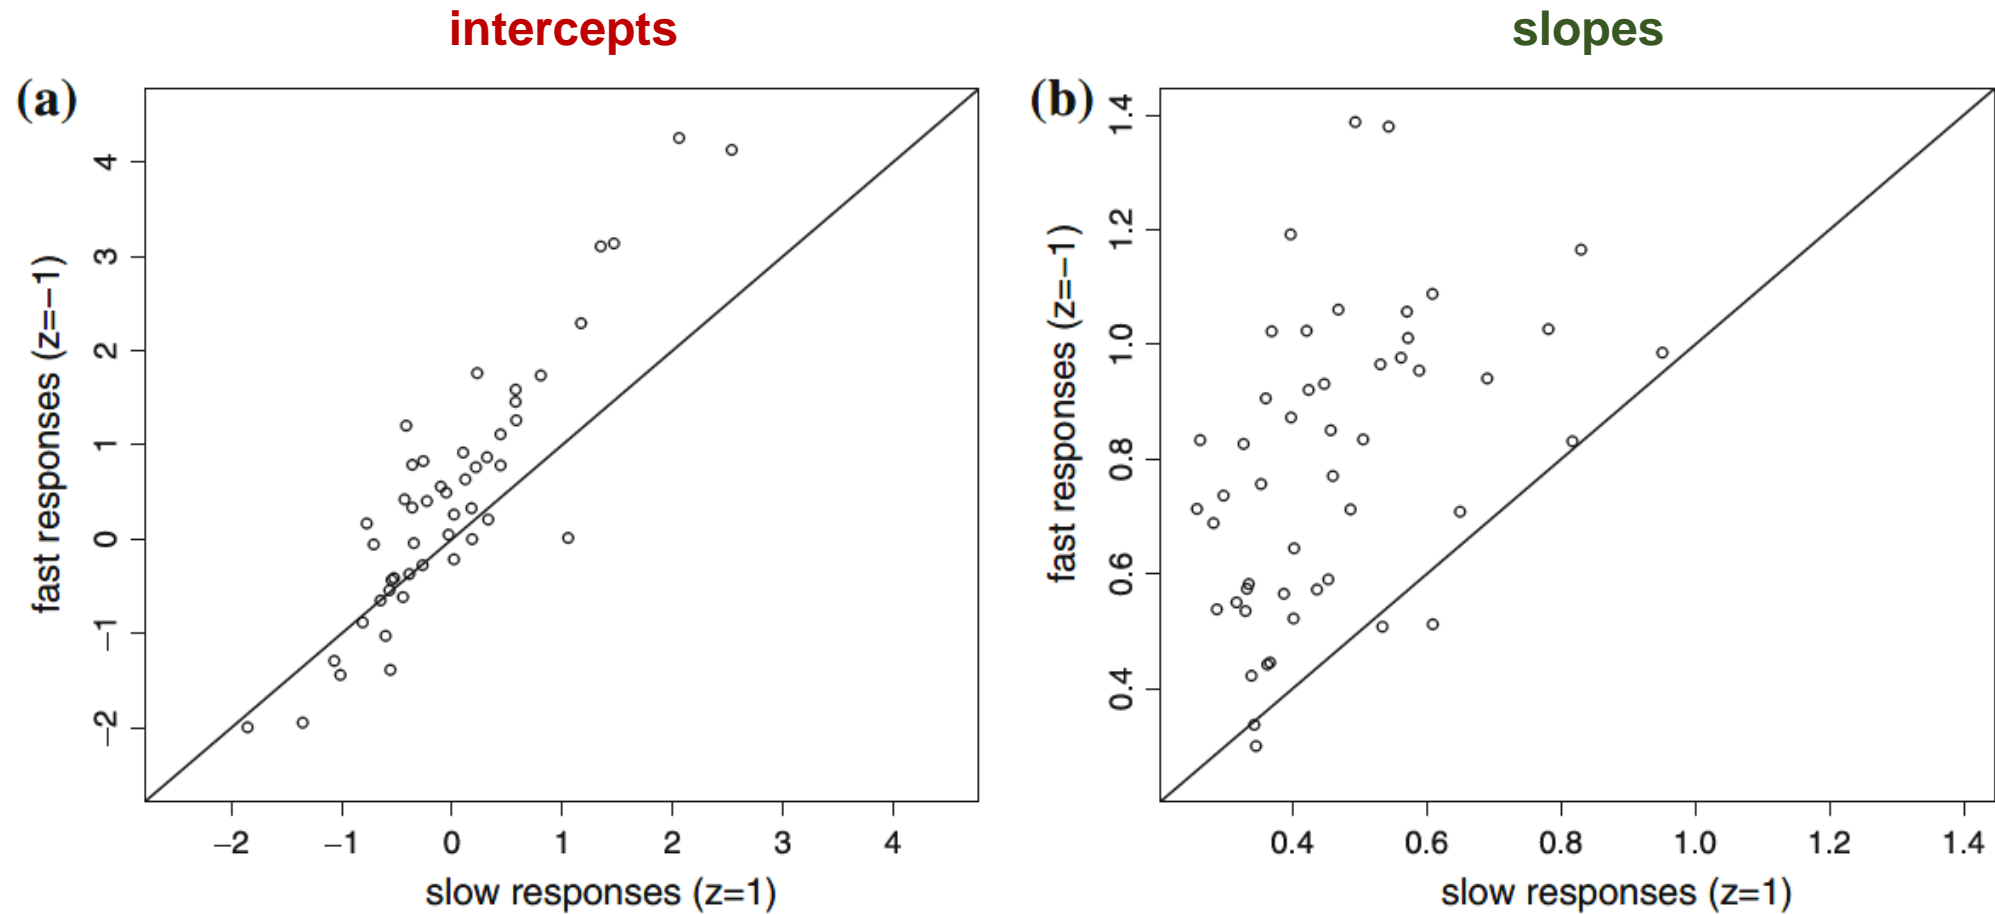 intercepts
(a)
fast responses (z=−1)
4
3
2
1
0
−1
−2
−2 −1 0 1 2 3 4
slow responses (z=1)
slopes
(b)
fast responses (z=−1)
1.4
1.2
1.0
0.8
0.6
0.4
0.4 0.6 0.8 1.0 1.2 1.4
slow responses (z=1)